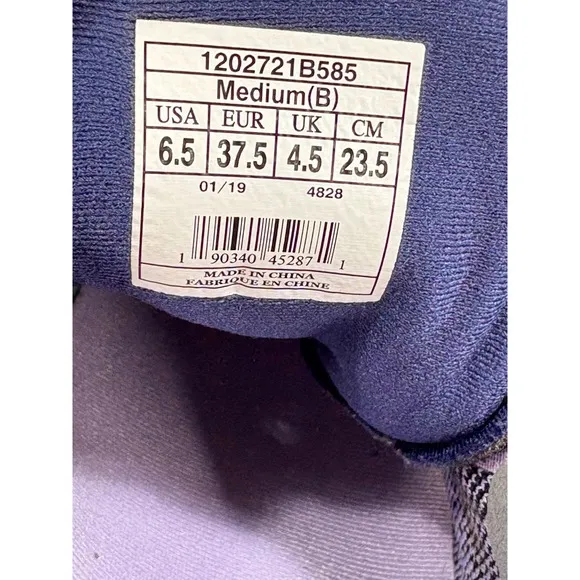 1202721B585
Medium(B)
USA EUR UK CM
6.5 37.5 4.5 23.5
01/19 4828
1 90340 45287 1
MADE IN CHINA
FABRIQUE EN CHINE